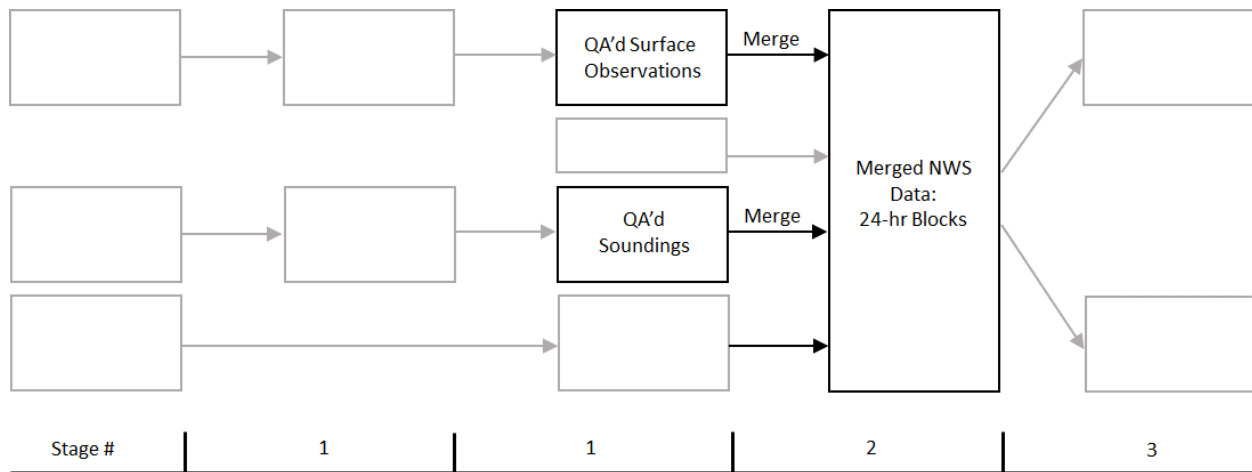 QA'd Surface
Observations
Merge
Merged NWS
Data:
24-hr Blocks
QA'd
Soundings
Merge
Stage #
1
1
2
3